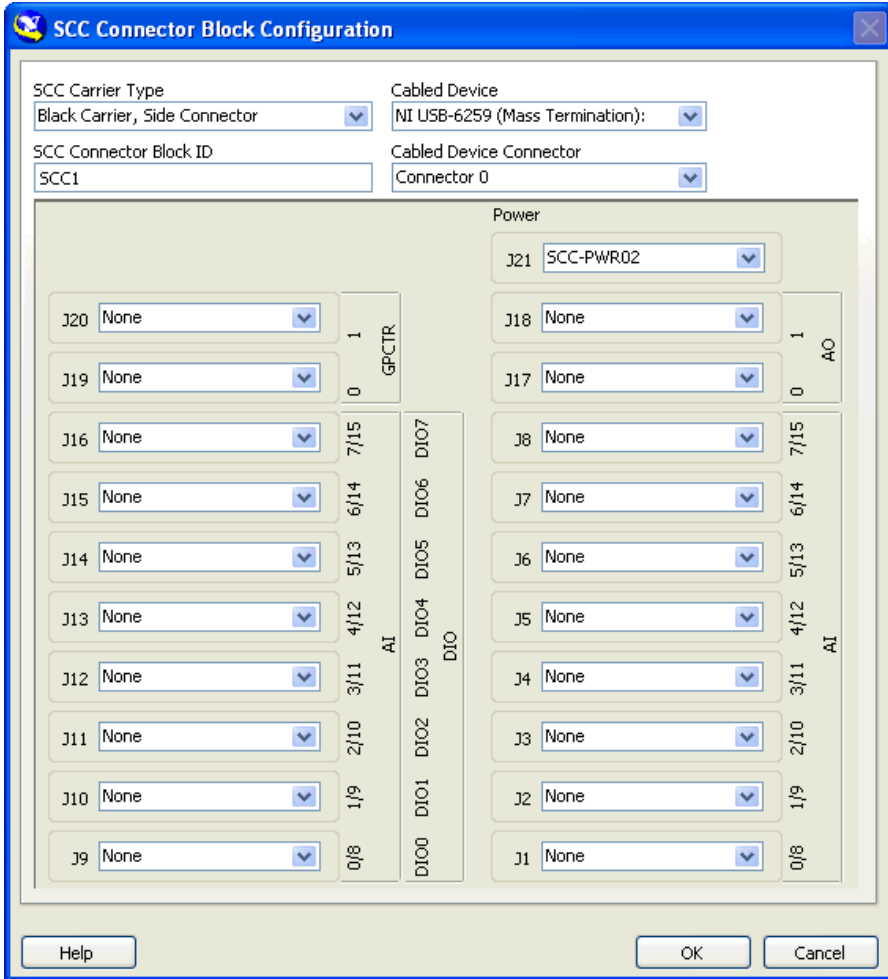 SCC Connector Block Configuration
SCC Carrier Type
Cabled Device
Black Carrier, Side Connector
NI USB-6259 (Mass Termination):
SCC Connector Block ID
Cabled Device Connector
SCC1
Connector 0
Power
J21 SCC-PWR02
J20 None
1
J18 None
1
GPCTR
AO
J19 None
0
J17 None
0
J16 None
7/15
DIO7
J8 None
7/15
J15 None
6/14
DIO6
J7 None
6/14
J14 None
5/13
DIO5
J6 None
5/13
J13 None
4/12
DIO4
J5 None
4/12
AI
DIO
AI
J12 None
3/11
DIO3
J4 None
3/11
J11 None
2/10
DIO2
J3 None
2/10
J10 None
1/9
DIO1
J2 None
1/9
J9 None
0/8
DIO0
J1 None
0/8
Help
OK
Cancel